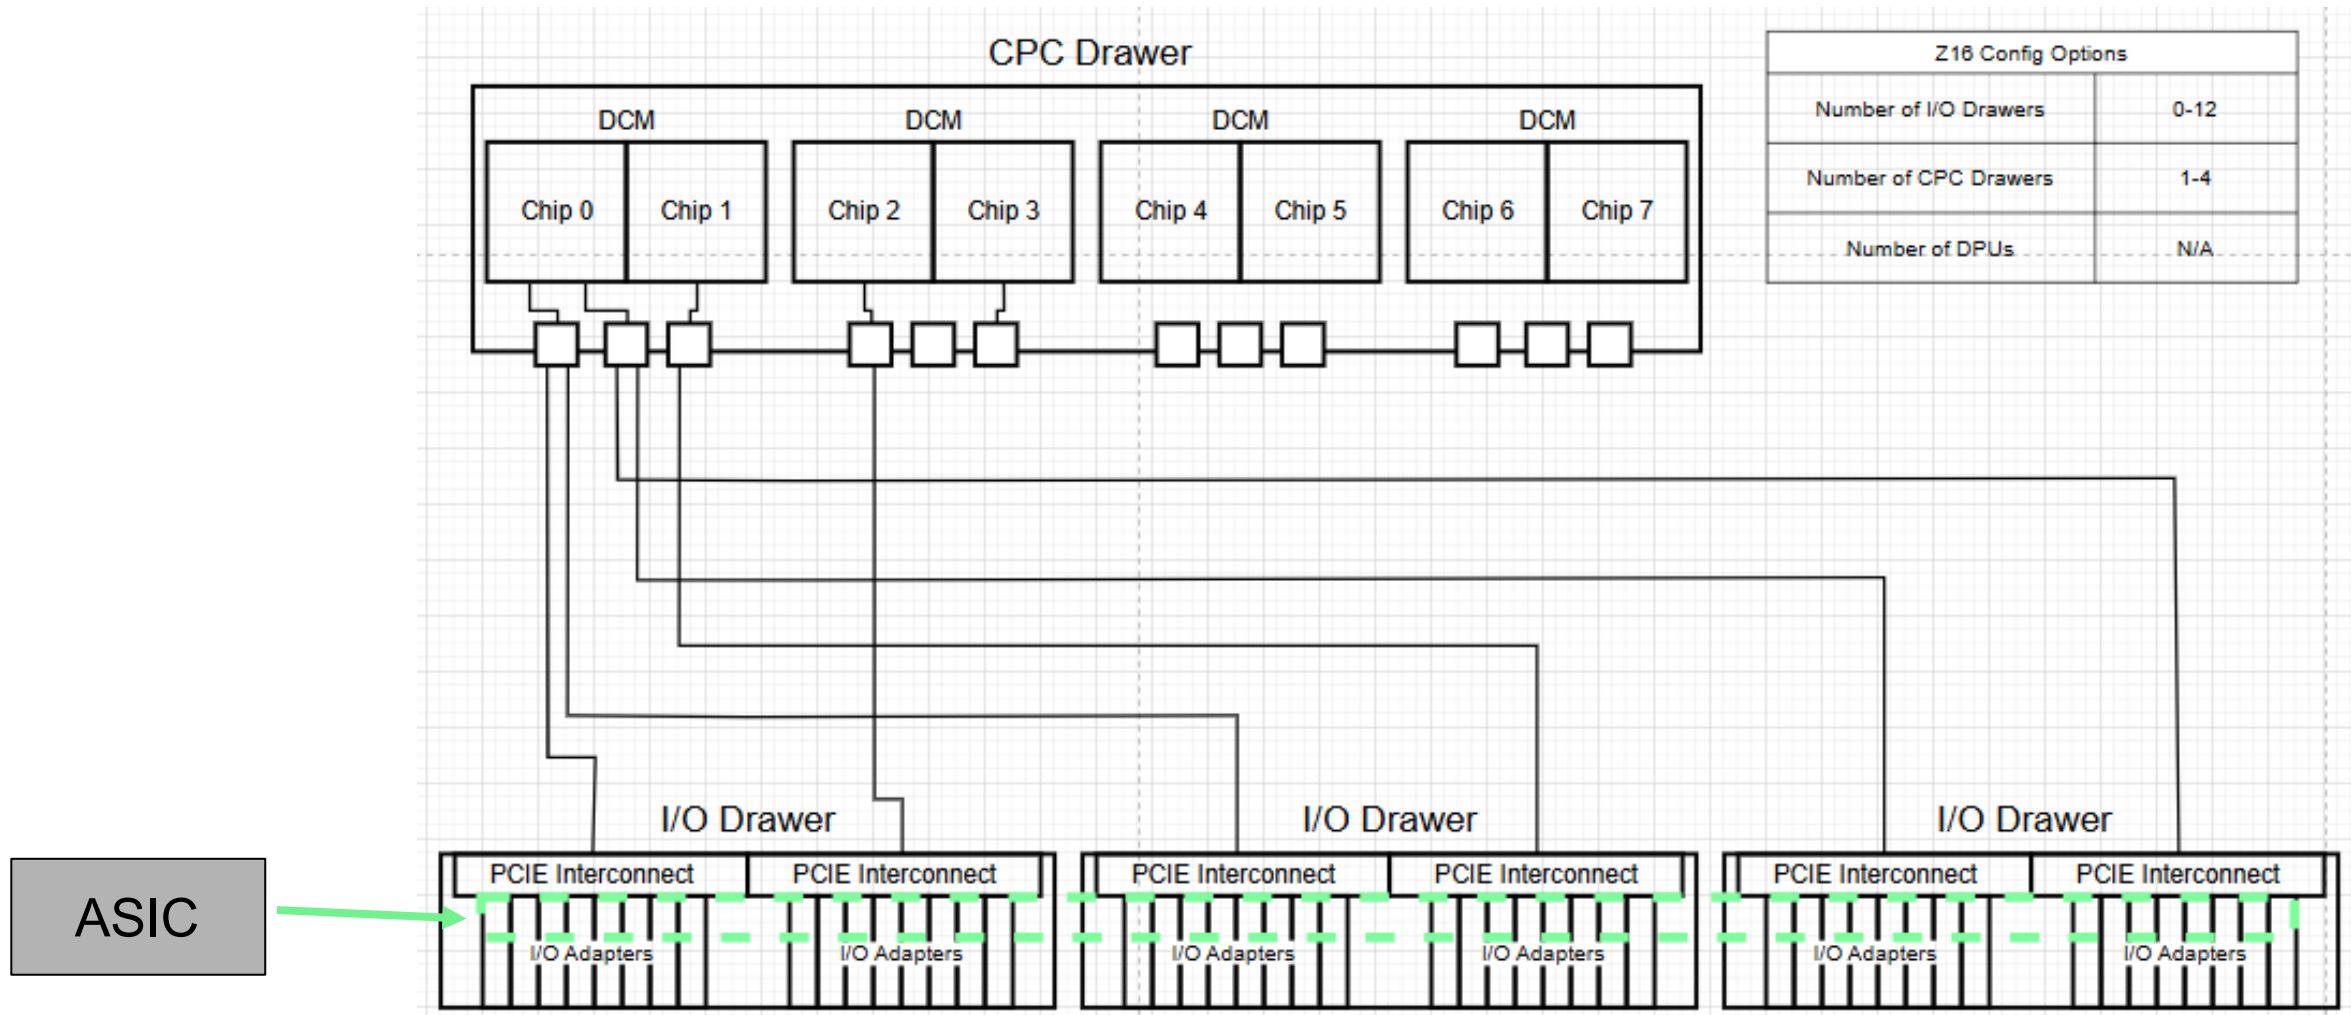 CPC Drawer
Z16 Config Options
Number of I/O Drawers 0-12
Number of CPC Drawers 1-4
Number of DPUs N/A
DCM DCM DCM DCM
Chip 0 Chip 1 Chip 2 Chip 3 Chip 4 Chip 5 Chip 6 Chip 7
I/O Drawer I/O Drawer I/O Drawer
PCIE Interconnect PCIE Interconnect PCIE Interconnect PCIE Interconnect PCIE Interconnect PCIE Interconnect
ASIC
I/O Adapters I/O Adapters I/O Adapters I/O Adapters I/O Adapters I/O Adapters